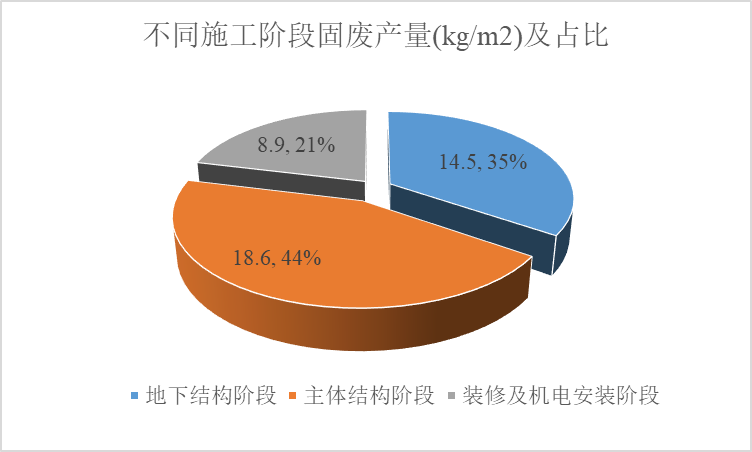 不同施工阶段固废产量(kg/m2)及占比
8.9, 21%
14.5, 35%
18.6, 44%
地下结构阶段 主体结构阶段 装修及机电安装阶段